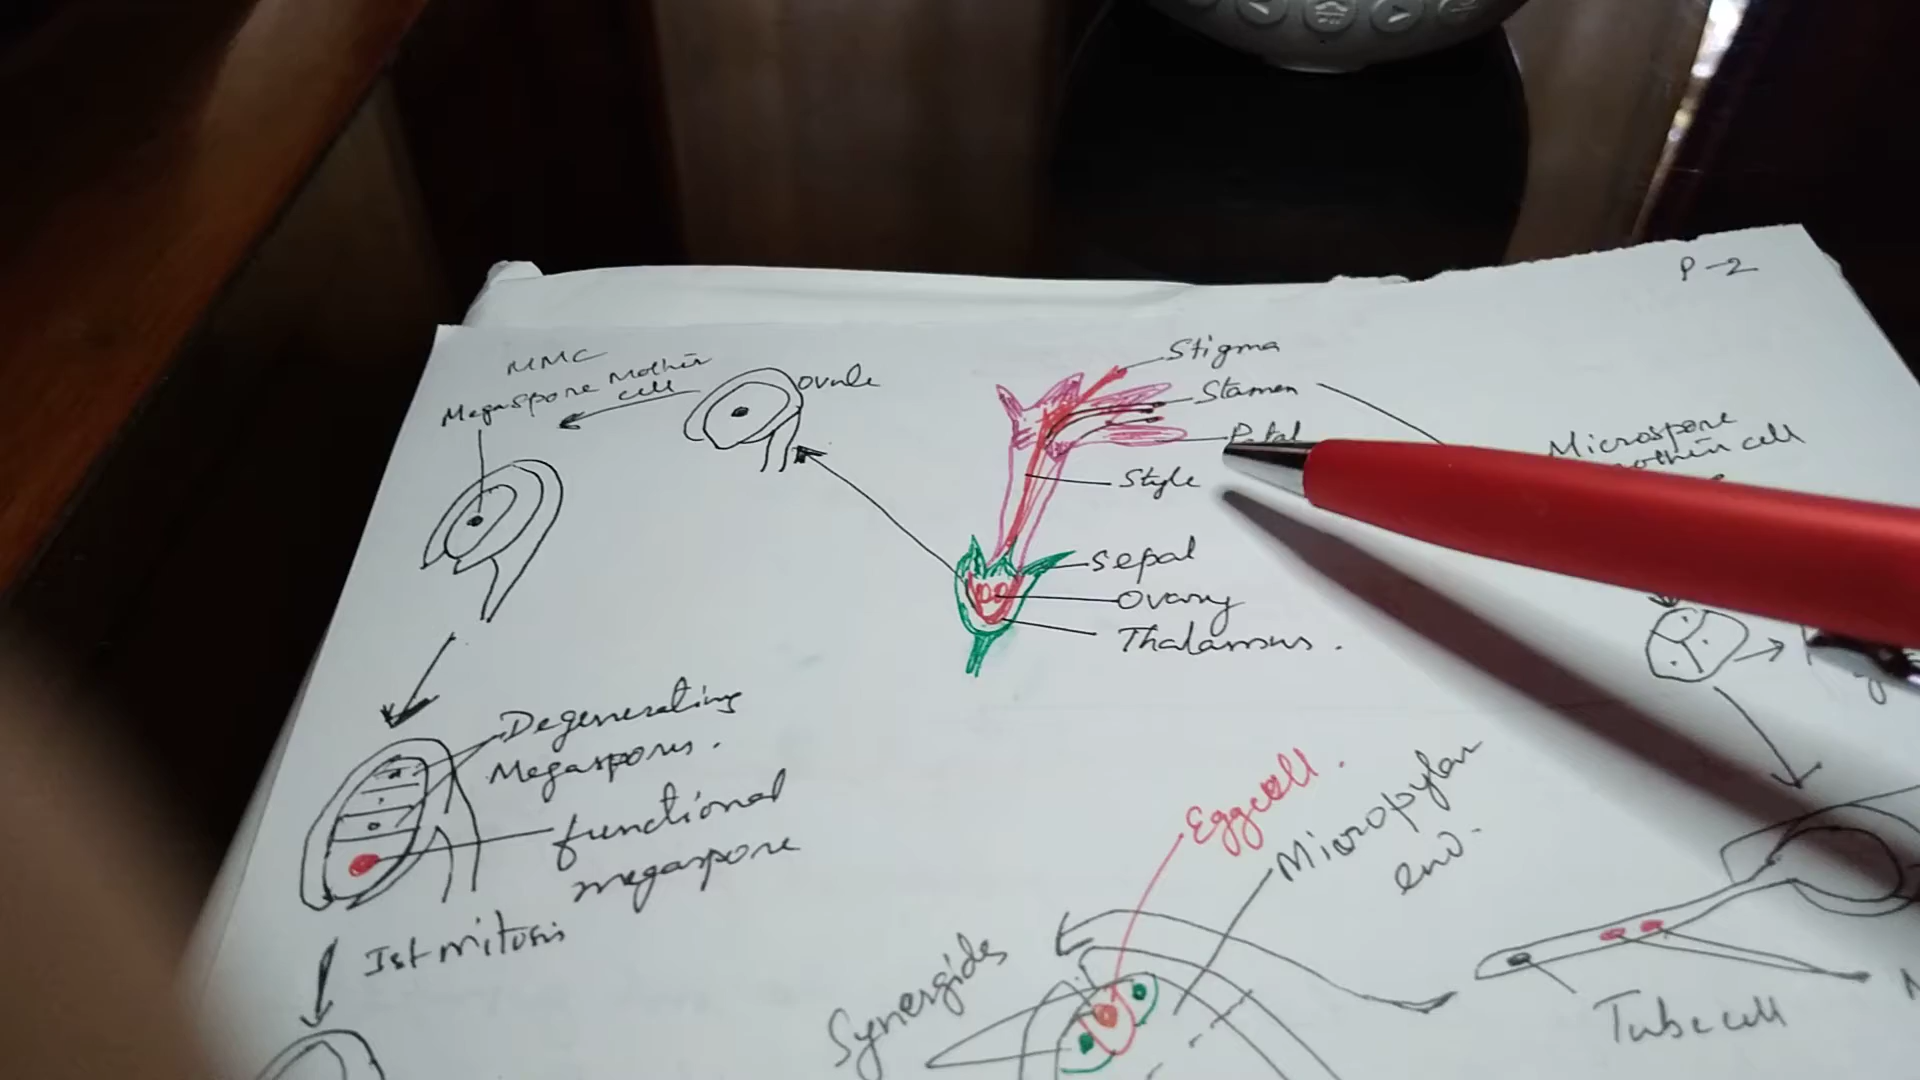 P-2
MMC
Megaspore Mother
cell
ovule
Stigma
Stamen
Petal
Style
Sepal
Ovary
Thalamus.
Microspore
mother cell
Degenerating
Megaspores.
functional
megaspore
Ist mitosis
Eggcell.
Micropylar
end.
Synergids
Tube cell